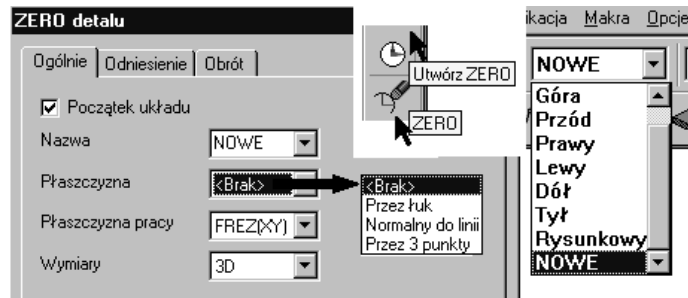 ZERO detalu
Ogólnie Odniesienie Obrót
Początek układu
Nazwa NOWE
Płaszczyzna <Brak>
Płaszczyzna pracy FREZ(XY)
Wymiary 3D
<Brak>
Przez łuk
Normalny do linii
Przez 3 punkty
Utwórz ZERO
ZERO
ikacja Makra Opcje
NOWE
Góra
Przód
Prawy
Lewy
Dół
Tył
Rysunkowy
NOWE